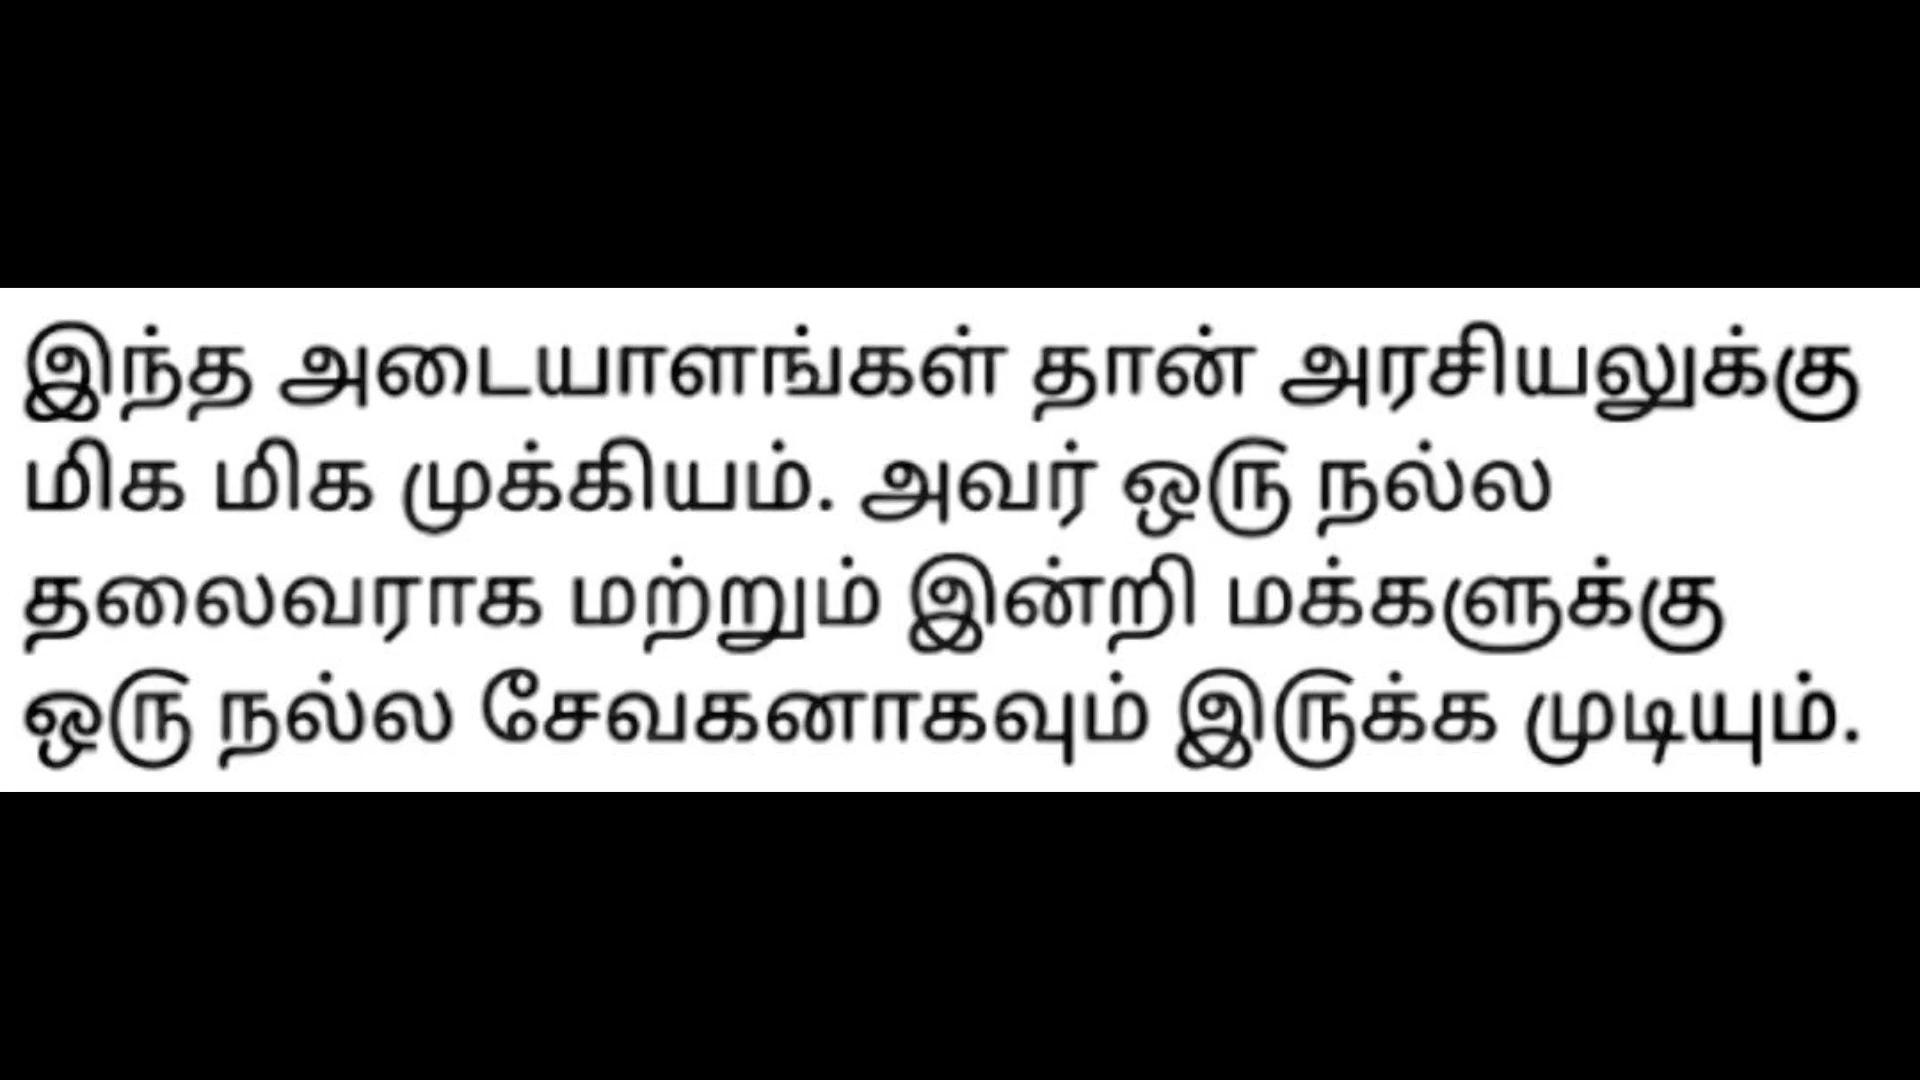 இந்த அடையாளங்கள் தான் அரசியலுக்கு
மிக மிக முக்கியம். அவர் ஒரு நல்ல
தலைவராக மற்றும் இன்றி மக்களுக்கு
ஒரு நல்ல சேவகனாகவும் இருக்க முடியும்.